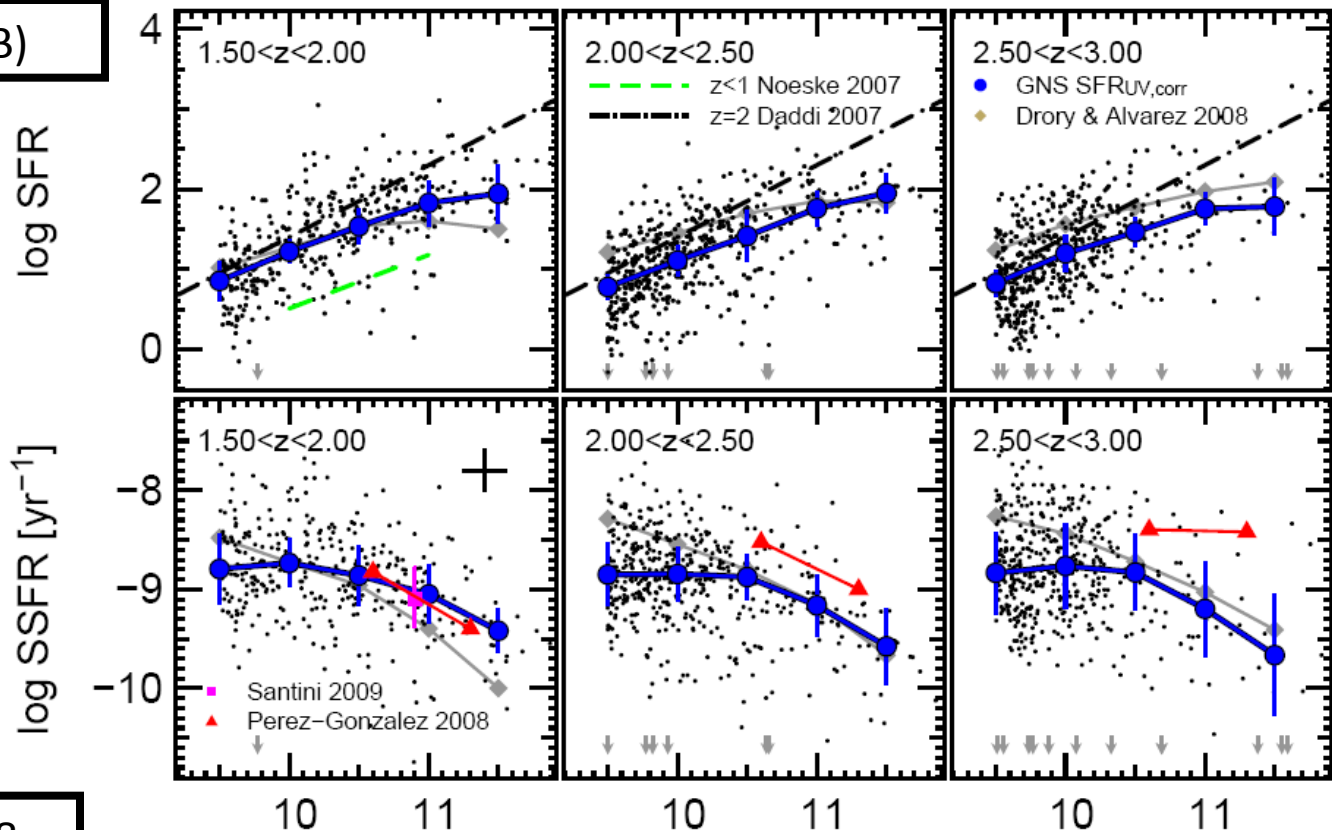 3)
4
2
0
log SFR
1.50<z<2.00
2.00<z<2.50
z<1 Noeske 2007
z=2 Daddi 2007
2.50<z<3.00
GNS SFRUV,corr
Drory & Alvarez 2008
−8
−9
−10
log SSFR [yr⁻¹]
1.50<z<2.00
Santini 2009
Perez−Gonzalez 2008
2.00<z<2.50
2.50<z<3.00
10 11
10 11
10 11